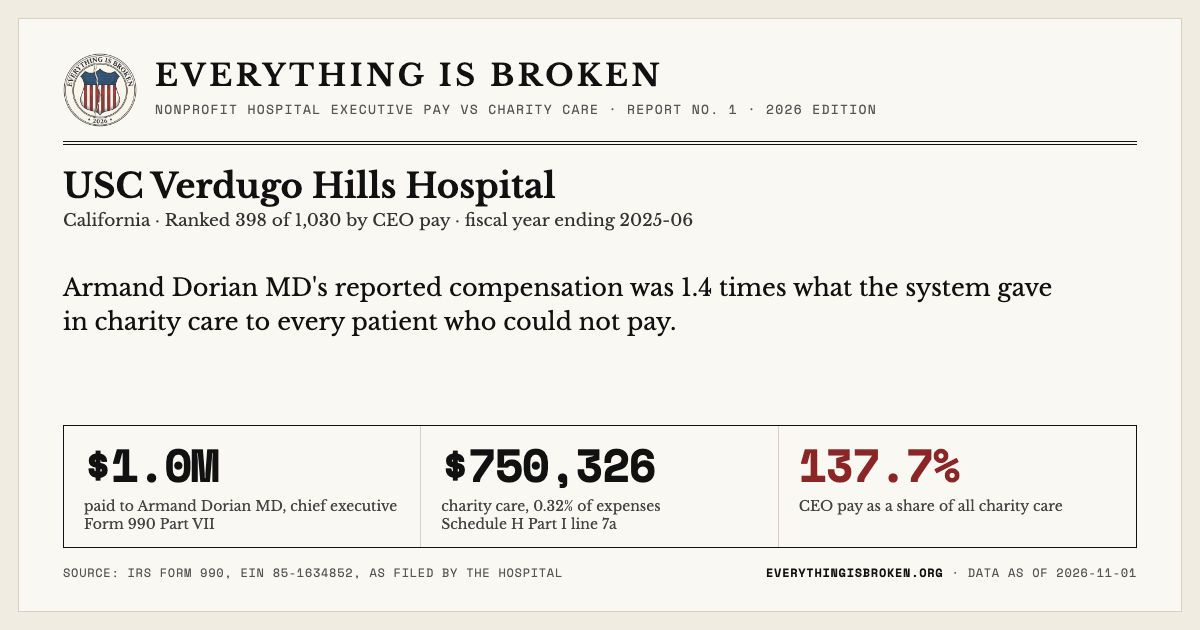 EVERYTHING IS BROKEN
2026
EVERYTHING IS BROKEN
NONPROFIT HOSPITAL EXECUTIVE PAY VS CHARITY CARE · REPORT NO. 1 · 2026 EDITION
USC Verdugo Hills Hospital
California · Ranked 398 of 1,030 by CEO pay · fiscal year ending 2025-06
Armand Dorian MD's reported compensation was 1.4 times what the system gave
in charity care to every patient who could not pay.
$1.0M
paid to Armand Dorian MD, chief executive
Form 990 Part VII
$750,326
charity care, 0.32% of expenses
Schedule H Part I line 7a
137.7%
CEO pay as a share of all charity care
SOURCE: IRS FORM 990, EIN 85-1634852, AS FILED BY THE HOSPITAL
EVERYTHINGISBROKEN.ORG · DATA AS OF 2026-11-01